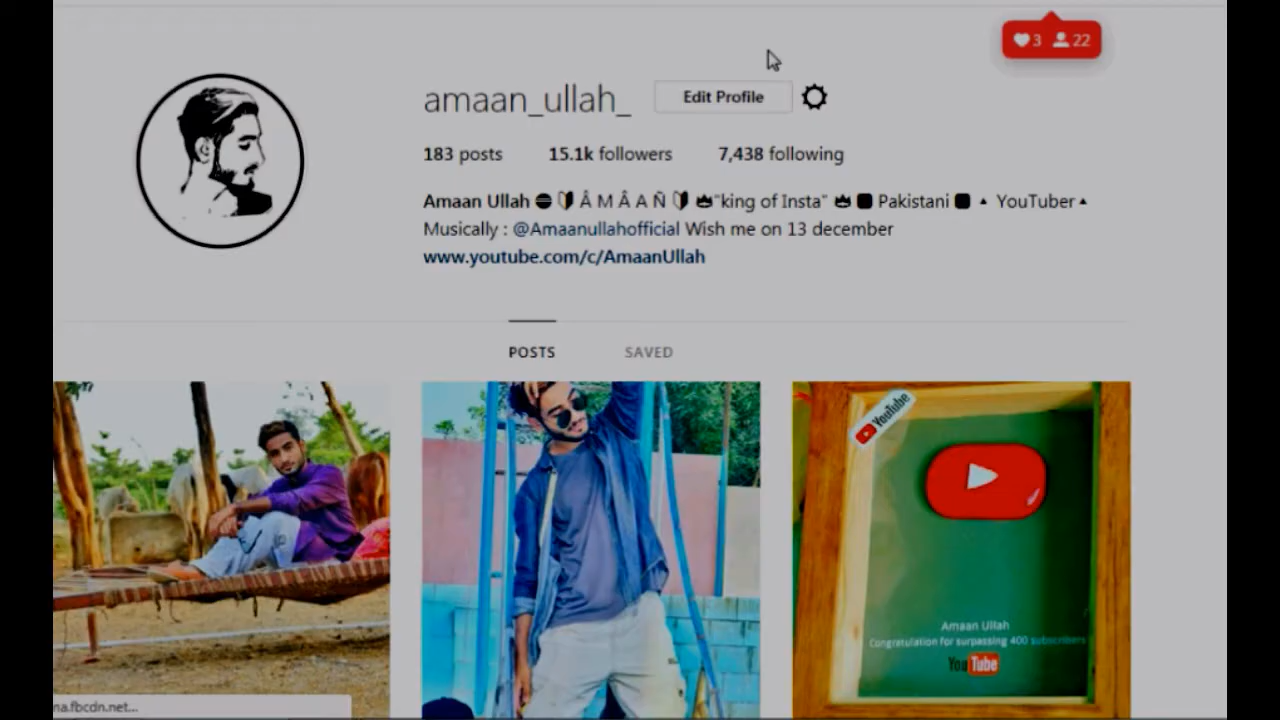 3 22
amaan_ullah_ Edit Profile
183 posts 15.1k followers 7,438 following
Amaan Ullah ⛔ 🔰 Å M Â A Ñ 🔰 👑"king of Insta" 👑 Pakistani ▲ YouTuber▲
Musically : @Amaanullahofficial Wish me on 13 december
www.youtube.com/c/AmaanUllah
POSTS SAVED
YouTube
Amaan Ullah
Congratulation for surpassing 400 subscribers
YouTube
na.fbcdn.net...